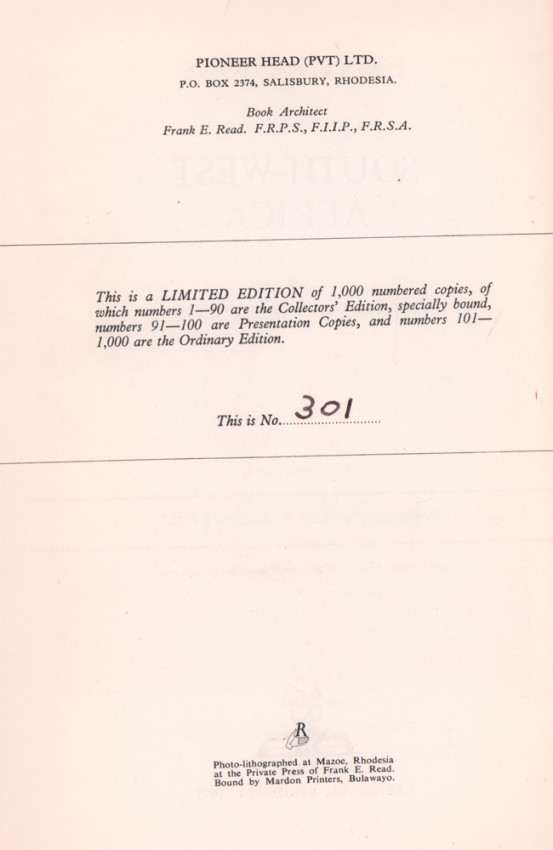 PIONEER HEAD (PVT) LTD.
P.O. BOX 2374, SALISBURY, RHODESIA.
Book Architect
Frank E. Read. F.R.P.S., F.I.I.P., F.R.S.A.
SOUTH-WEST
AFRICA
This is a LIMITED EDITION of 1,000 numbered copies, of
which numbers 1—90 are the Collectors' Edition, specially bound,
numbers 91—100 are Presentation Copies, and numbers 101—
1,000 are the Ordinary Edition.
This is No. 301
R
Photo-lithographed at Mazoe, Rhodesia
at the Private Press of Frank E. Read.
Bound by Mardon Printers, Bulawayo.